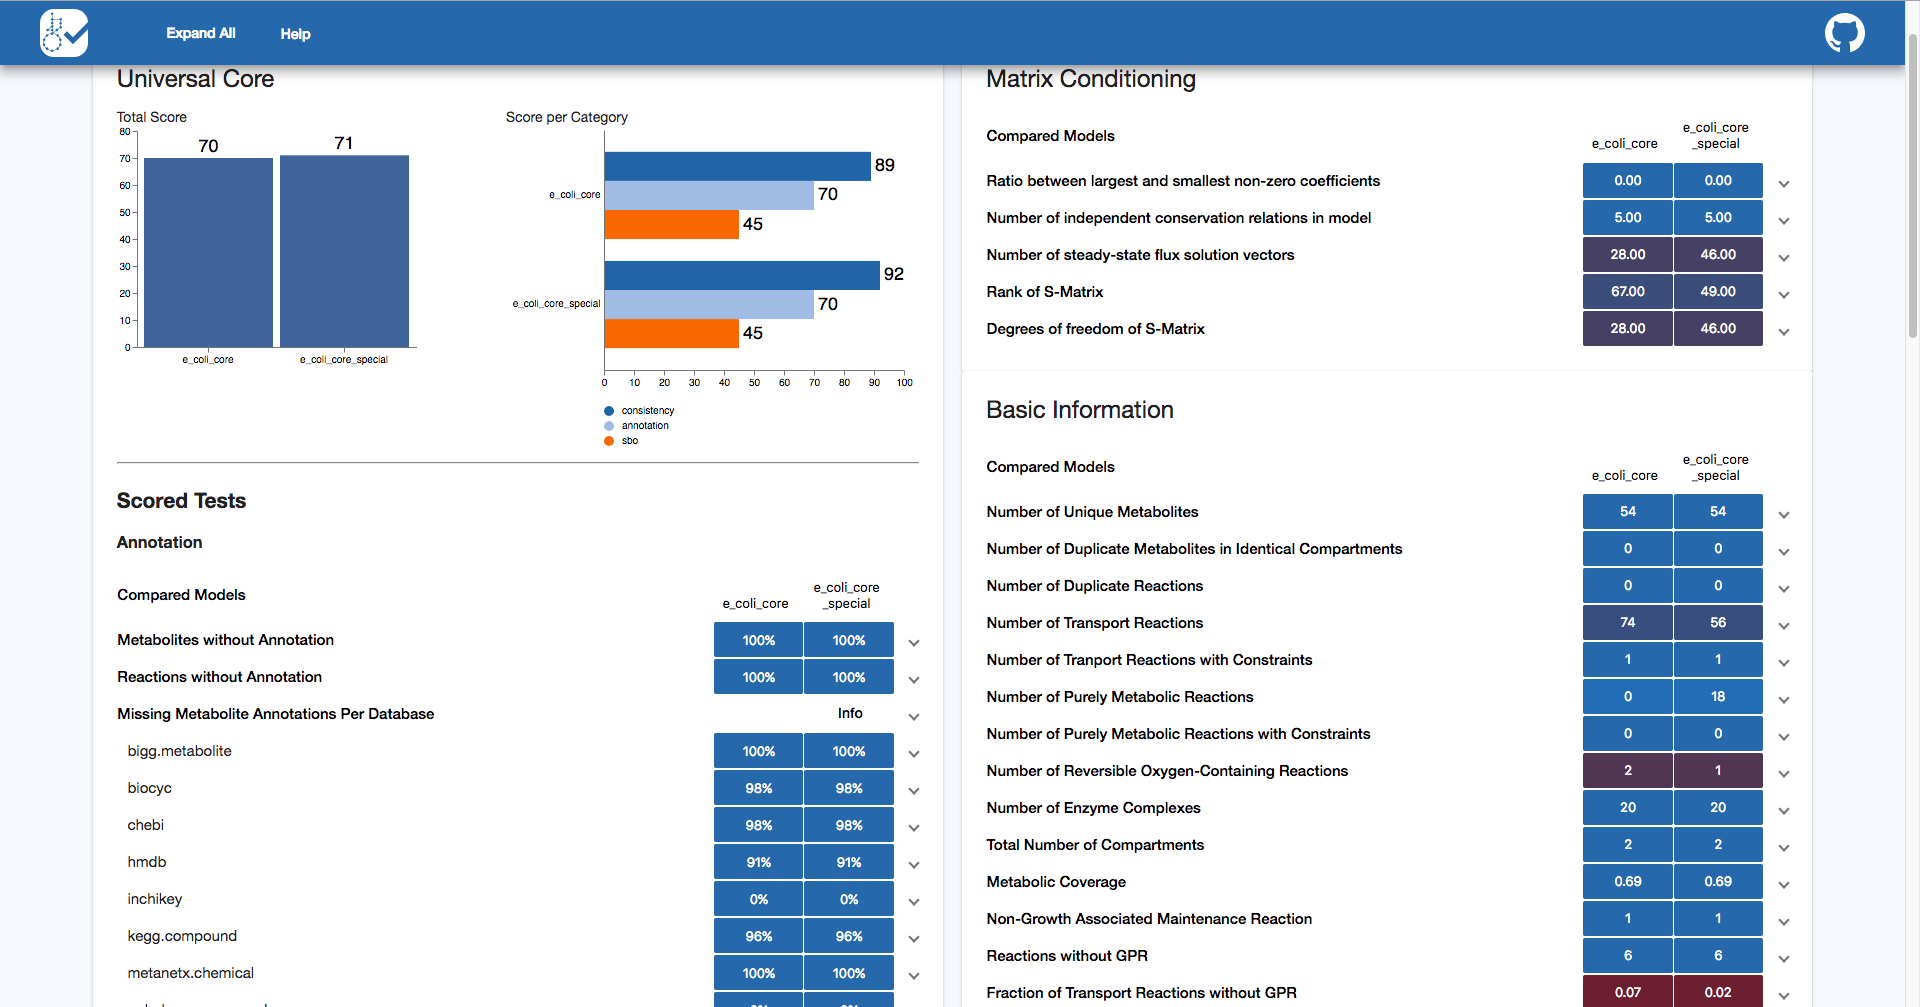 Expand All
Help
Universal Core
Total Score
80
70
60
50
40
30
20
10
0
70
71
e_coli_core
e_coli_core_special
Score per Category
e_coli_core
89
70
45
e_coli_core_special
92
70
45
0 10 20 30 40 50 60 70 80 90 100
consistency
annotation
sbo
Scored Tests
Annotation
Compared Models
e_coli_core
e_coli_core
_special
Metabolites without Annotation 100% 100%
Reactions without Annotation 100% 100%
Missing Metabolite Annotations Per Database Info
bigg.metabolite 100% 100%
biocyc 98% 98%
chebi 98% 98%
hmdb 91% 91%
inchikey 0% 0%
kegg.compound 96% 96%
metanetx.chemical 100% 100%
Matrix Conditioning
Compared Models
e_coli_core
e_coli_core
_special
Ratio between largest and smallest non-zero coefficients 0.00 0.00
Number of independent conservation relations in model 5.00 5.00
Number of steady-state flux solution vectors 28.00 46.00
Rank of S-Matrix 67.00 49.00
Degrees of freedom of S-Matrix 28.00 46.00
Basic Information
Compared Models
e_coli_core
e_coli_core
_special
Number of Unique Metabolites 54 54
Number of Duplicate Metabolites in Identical Compartments 0 0
Number of Duplicate Reactions 0 0
Number of Transport Reactions 74 56
Number of Tranport Reactions with Constraints 1 1
Number of Purely Metabolic Reactions 0 18
Number of Purely Metabolic Reactions with Constraints 0 0
Number of Reversible Oxygen-Containing Reactions 2 1
Number of Enzyme Complexes 20 20
Total Number of Compartments 2 2
Metabolic Coverage 0.69 0.69
Non-Growth Associated Maintenance Reaction 1 1
Reactions without GPR 6 6
Fraction of Transport Reactions without GPR 0.07 0.02